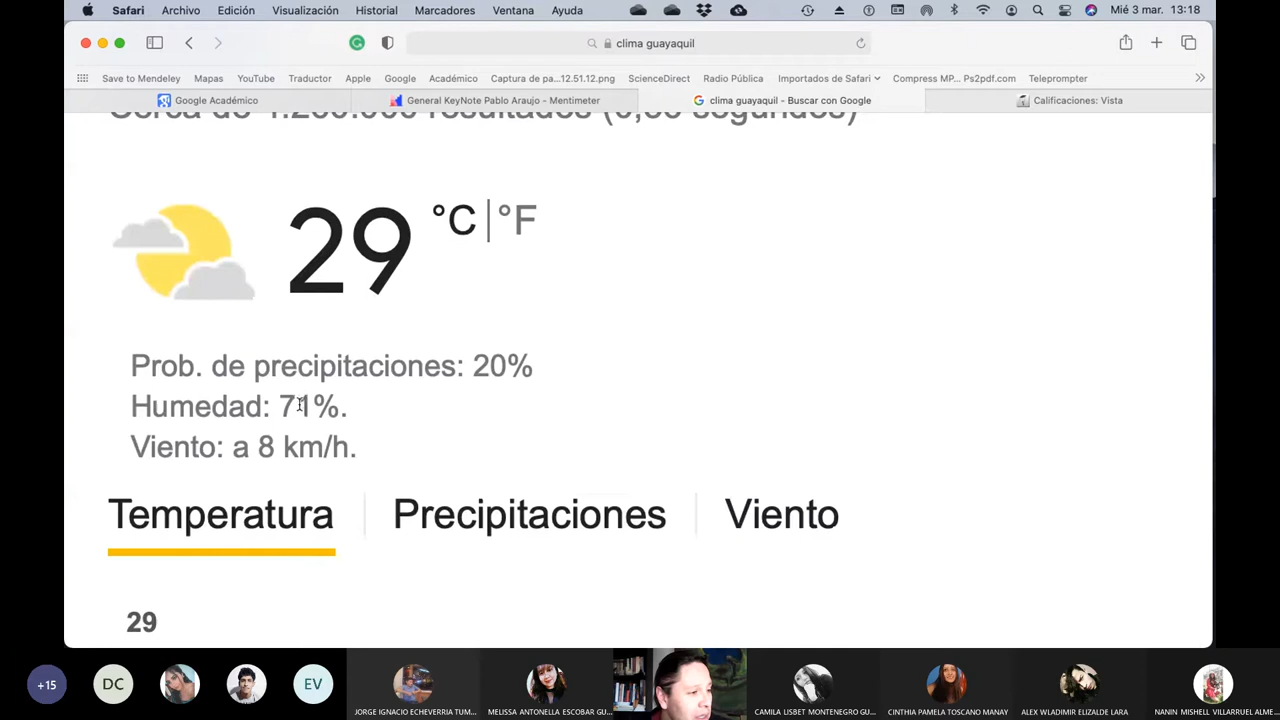 Safari Archivo Edición Visualización Historial Marcadores Ventana Ayuda Mié 3 mar. 13:18
clima guayaquil
Save to Mendeley Mapas YouTube Traductor Apple Google Académico Captura de pa...12.51.12.png ScienceDirect Radio Pública Importados de Safari Compress MP... Ps2pdf.com Teleprompter
Google Académico General KeyNote Pablo Araujo - Mentimeter clima guayaquil - Buscar con Google Calificaciones: Vista
29 °C | °F
Prob. de precipitaciones: 20%
Humedad: 71%.
Viento: a 8 km/h.
Temperatura Precipitaciones Viento
29
+15 DC EV
JORGE IGNACIO ECHEVERRIA TUM... MELISSA ANTONELLA ESCOBAR GU... CAMILA LISBET MONTENEGRO GU... CINTHIA PAMELA TOSCANO MANAY ALEX WLADIMIR ELIZALDE LARA NANIN MISHELL VILLARRUEL ALME...